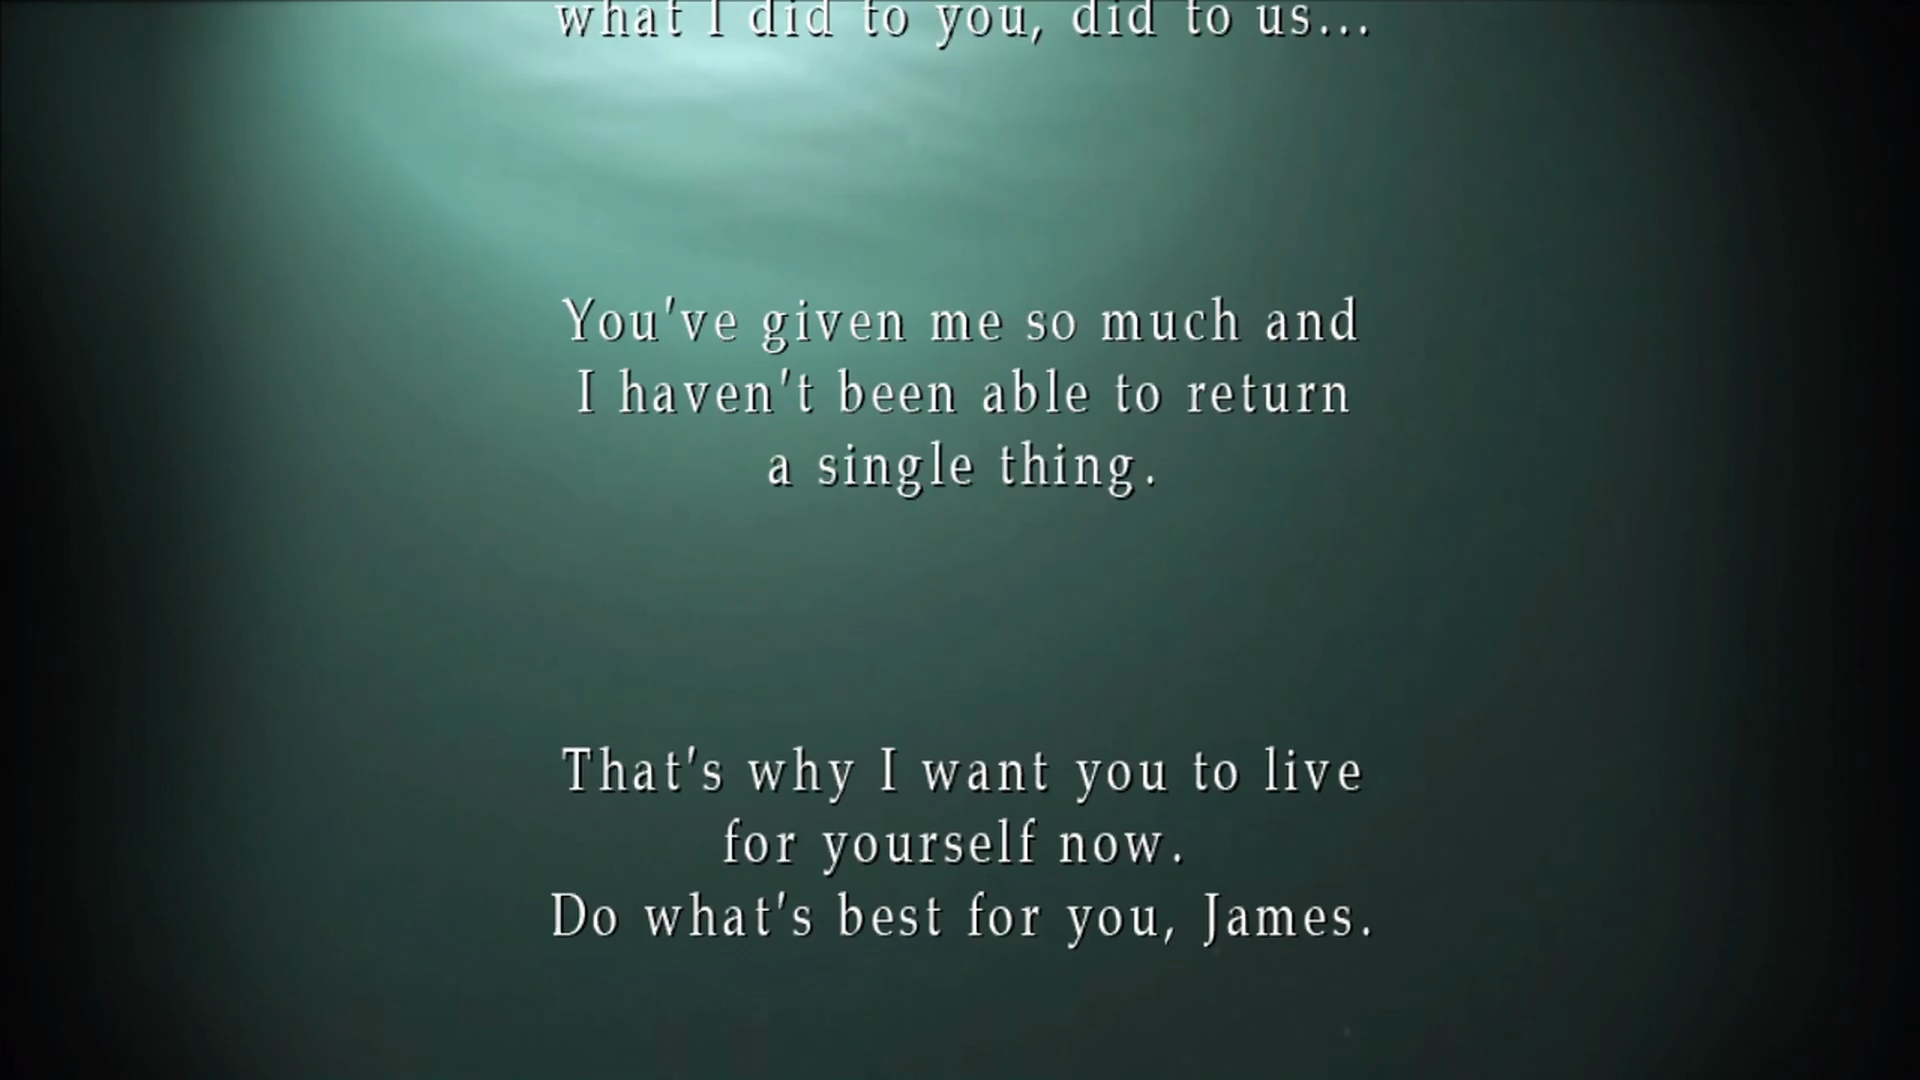 what I did to you, did to us...
You've given me so much and
I haven't been able to return
a single thing.
That's why I want you to live
for yourself now.
Do what's best for you, James.